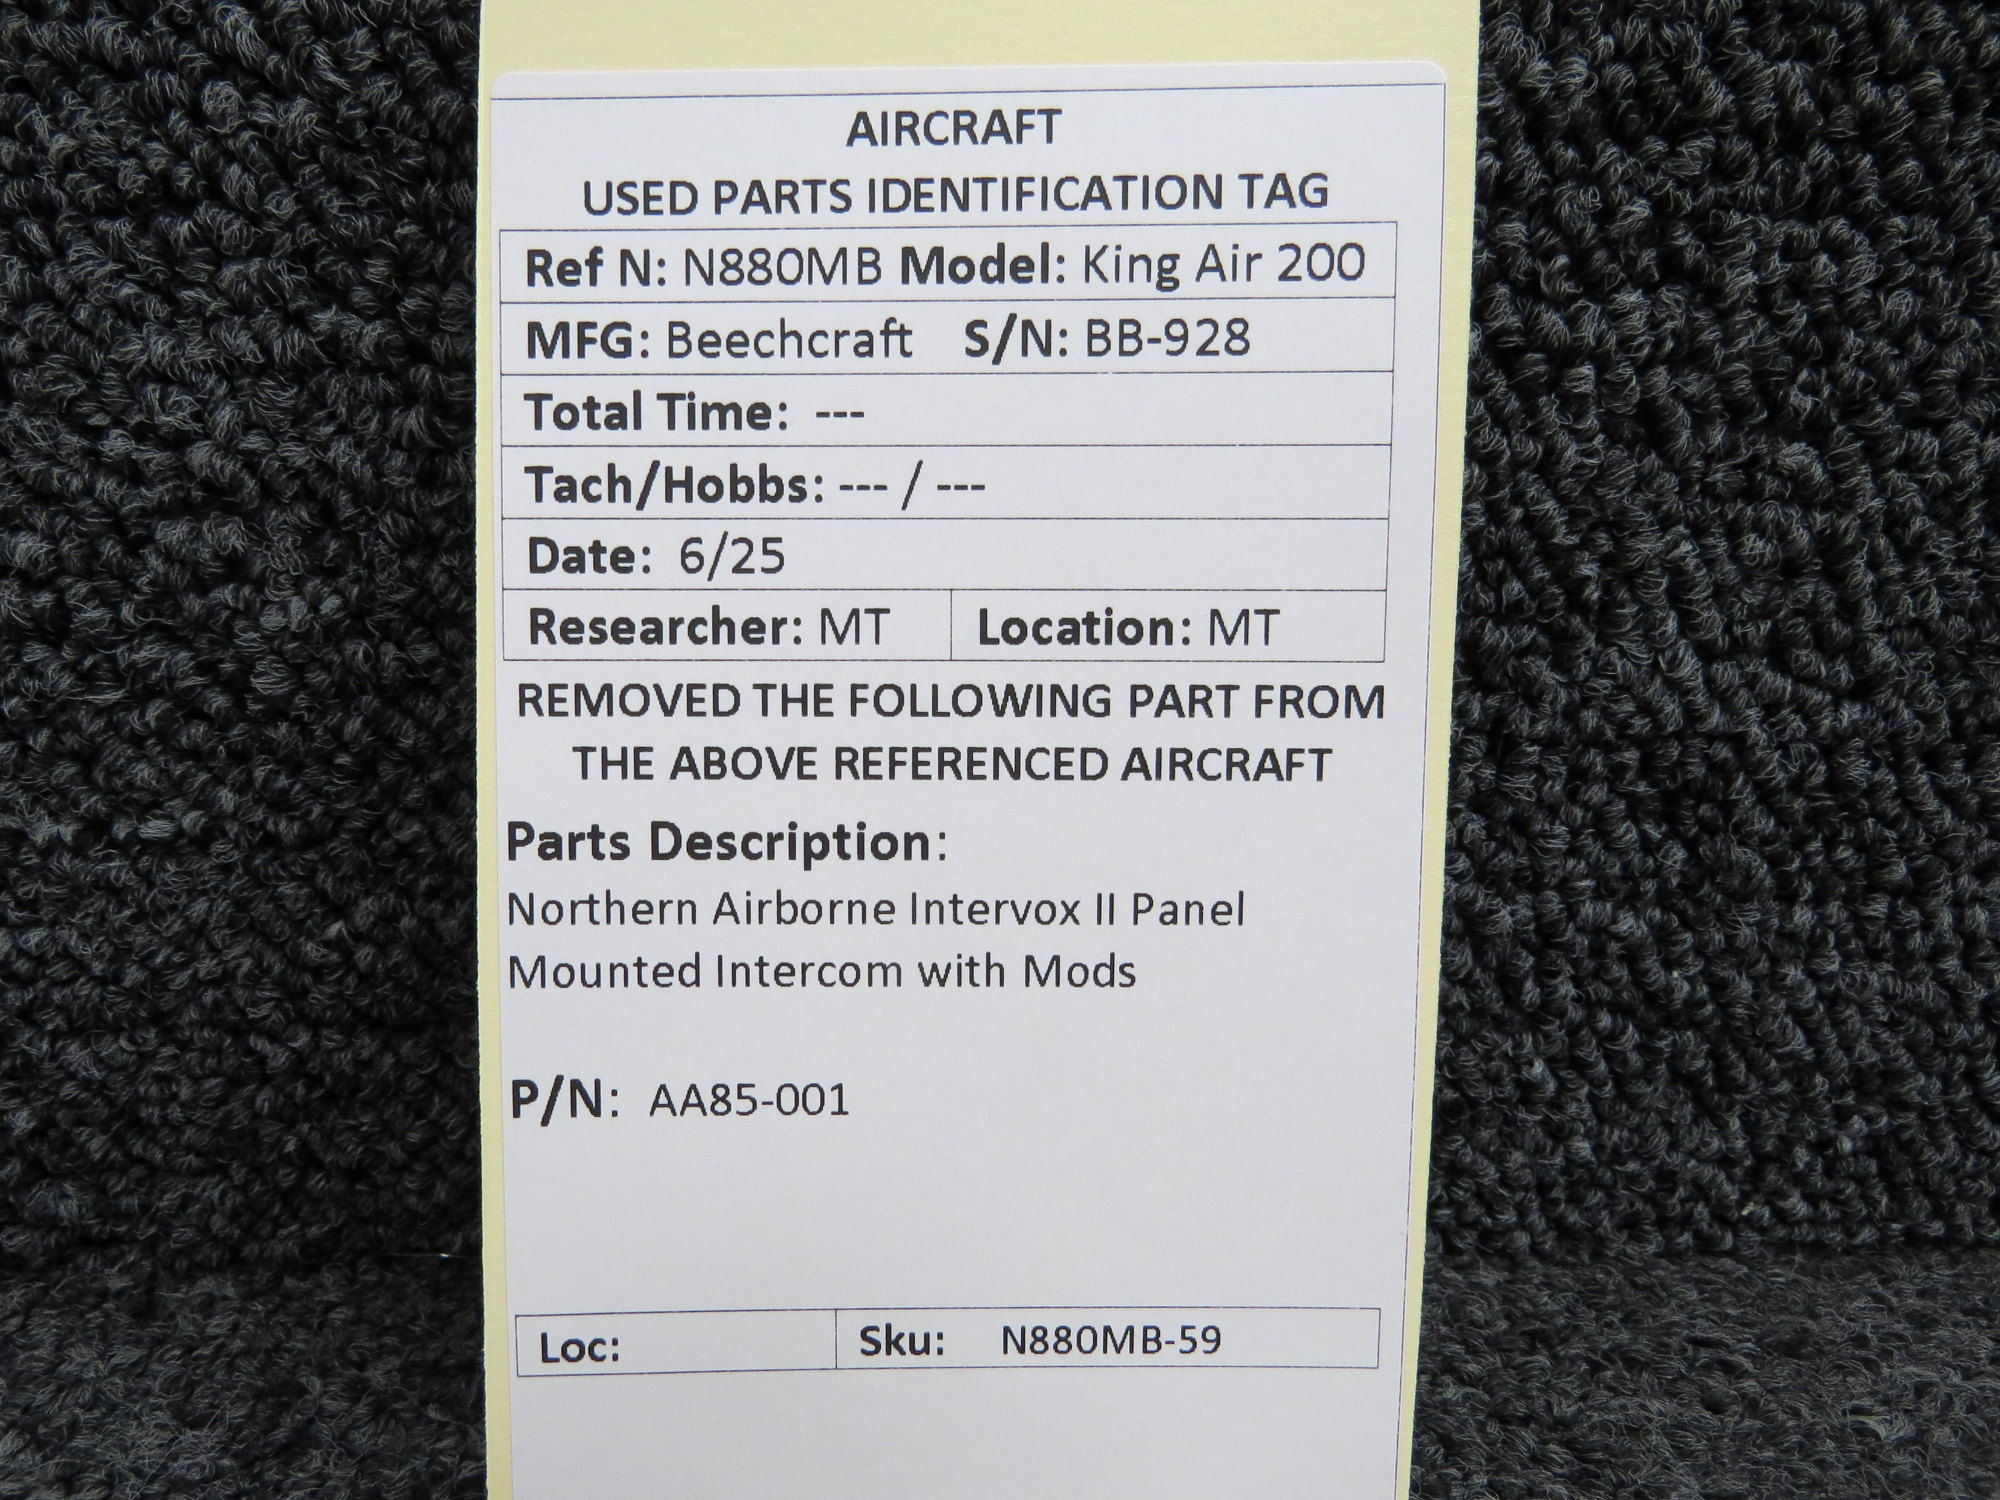 AIRCRAFT
USED PARTS IDENTIFICATION TAG
Ref N: N880MB Model: King Air 200
MFG: Beechcraft S/N: BB-928
Total Time: ---
Tach/Hobbs: --- / ---
Date: 6/25
Researcher: MT Location: MT
REMOVED THE FOLLOWING PART FROM
THE ABOVE REFERENCED AIRCRAFT
Parts Description:
Northern Airborne Intervox II Panel
Mounted Intercom with Mods
P/N: AA85-001
Loc: Sku: N880MB-59